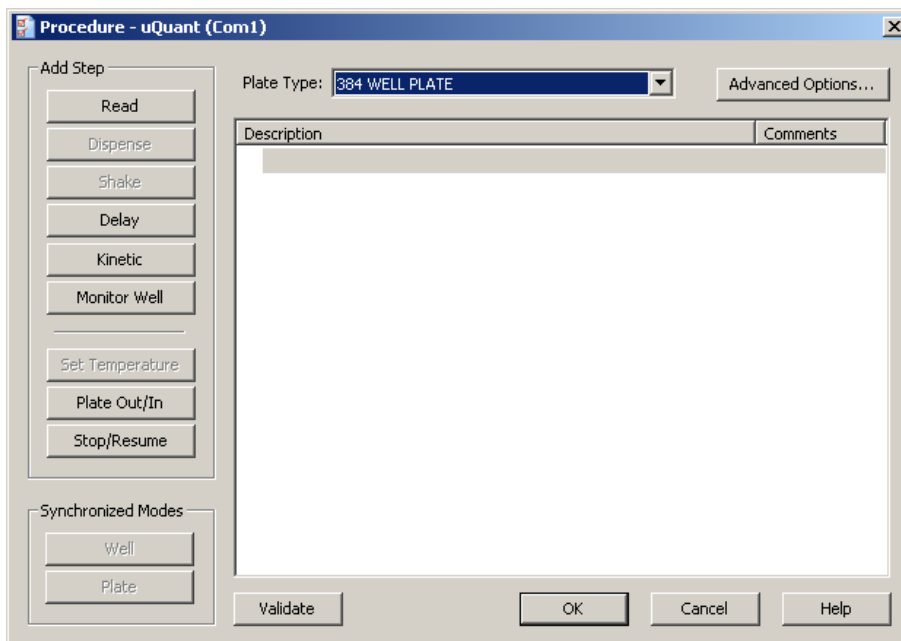 Procedure - uQuant (Com1)
Add Step
Read
Dispense
Shake
Delay
Kinetic
Monitor Well
Set Temperature
Plate Out/In
Stop/Resume
Synchronized Modes
Well
Plate
Plate Type: 384 WELL PLATE
Advanced Options...
Description Comments
Validate OK Cancel Help